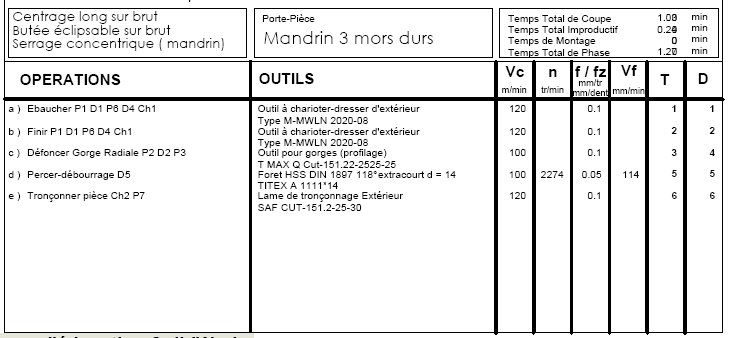 Centrage long sur brut
Butée éclipsable sur brut
Serrage concentrique ( mandrin)
Porte-Pièce
Mandrin 3 mors durs
Temps Total de Coupe min
Temps Total Improductif min
Temps de Montage 0 min
Temps Total de Phase min
OPERATIONS OUTILS Vc n f / fz Vf T D
m/min tr/min mm/tr mm/dent mm/min
a ) Ebaucher P1 D1 P6 D4 Ch1 Outil à charioter-dresser d'extérieur 120 0.1 1 1
Type M-MWLN 2020-08
b ) Finir P1 D1 P6 D4 Ch1 Outil à charioter-dresser d'extérieur 120 0.1 2 2
Type M-MWLN 2020-08
c ) Défoncer Gorge Radiale P2 D2 P3 Outil pour gorges (profilage) 100 0.1 3 4
T MAX Q Cut-151.22-2525-25
d ) Percer-débourrage D5 Foret HSS DIN 1897 118°extracourt d = 14 100 2274 0.05 114 5 5
TITEX A 1111*14
e ) Tronçonner pièce Ch2 P7 Lame de tronçonnage Extérieur 120 0.1 6 6
SAF CUT-151.2-25-30